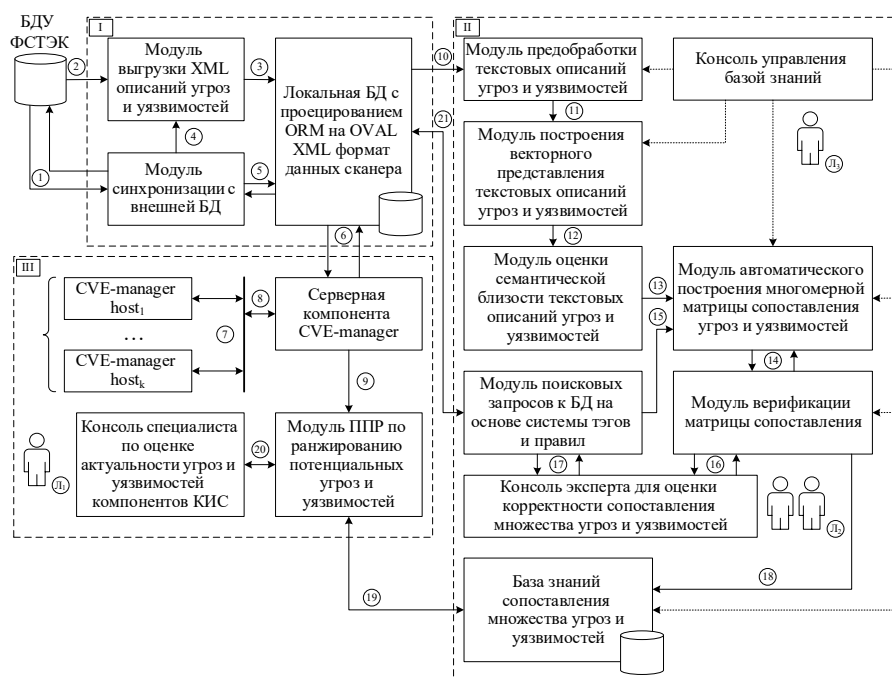 БДУ
ФСТЭК
I
2
Модуль
выгрузки XML
описаний угроз
и уязвимостей
3
4
1
Модуль
синхронизации с
внешней БД
5
Локальная БД с
проецированием
ORM на OVAL
XML формат
данных сканера
6
10
21
II
Модуль предобработки
текстовых описаний
угроз и уязвимостей
11
Модуль построения
векторного
представления
текстовых описаний
угроз и уязвимостей
12
Консоль управления
базой знаний
Л3
Модуль оценки
семантической
близости текстовых
описаний угроз и
уязвимостей
13
15
Модуль автоматического
построения многомерной
матрицы сопоставления
угроз и уязвимостей
14
Модуль поисковых
запросов к БД на
основе системы тэгов
и правил
Модуль верификации
матрицы сопоставления
17
16
Консоль эксперта для оценки
корректности сопоставления
множества угроз и уязвимостей
Л2
18
База знаний
сопоставления
множества угроз и
уязвимостей
III
CVE-manager
host1
…
CVE-manager
hostk
7
8
Серверная
компонента
CVE-manager
9
Л1
Консоль специалиста
по оценке
актуальности угроз и
уязвимостей
компонентов КИС
20
Модуль ППР по
ранжированию
потенциальных
угроз и
уязвимостей
19